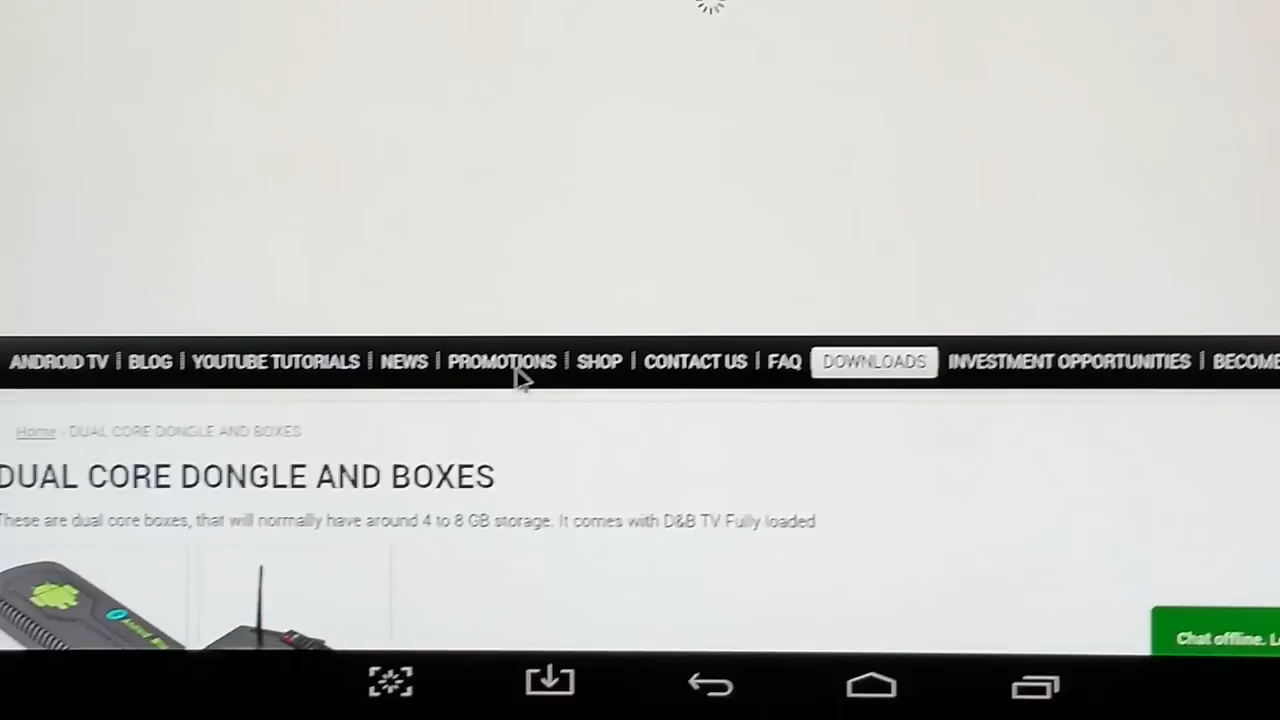 ANDROID TV | BLOG | YOUTUBE TUTORIALS | NEWS | PROMOTIONS | SHOP | CONTACT US | FAQ DOWNLOADS INVESTMENT OPPORTUNITIES | BECOME
Home › DUAL CORE DONGLE AND BOXES
DUAL CORE DONGLE AND BOXES
These are dual core boxes, that will normally have around 4 to 8 GB storage. It comes with D&B TV Fully loaded
Chat offline.